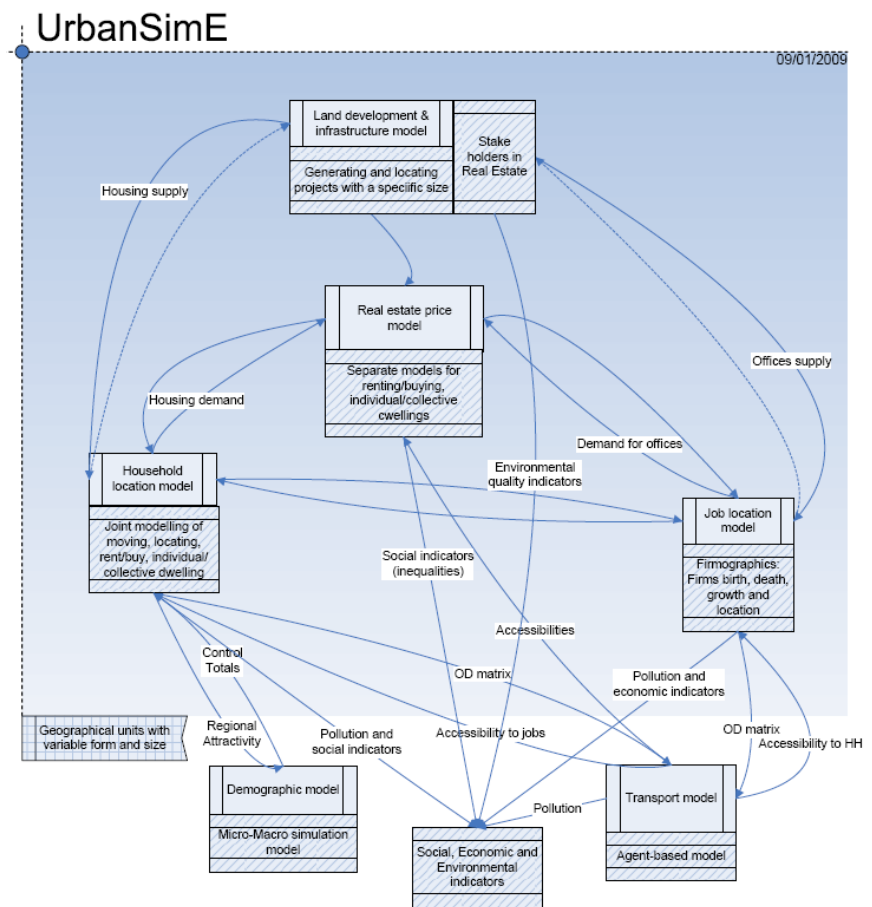 UrbanSimE
09/01/2009
Land development &
infrastructure model
Generating and locating
projects with a speciific size
Stake
holders in
Real Estate
Housing supply
Real estate price
model
Separate models for
renting/buying,
individual/collective
cwellings
Offices supply
Housing demand
Demand for offices
Environmental
quality indicators
Household
location model
Joint modelling of
moving, locating,
rent/buy, individual/
collective dwelling
Job location
model
Firmographics:
Firms birth, death,
growth and
location
Social indicators
(inequalities)
Accessibilities
Control
Totals
OD matrix
Pollution and
economic indicators
Geographical units with
variable form and size
Regional
Attractivity
Pollution and
social indicators
Accessibility to jobs
OD matrix
Accessibility to HH
Demographic model
Micro-Macro simulation
model
Pollution
Transport model
Agent-based model
Social, Economic and
Environmental
indicators